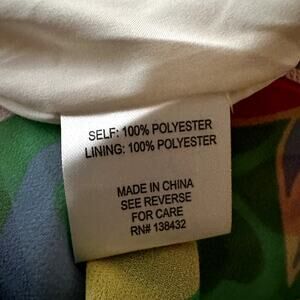 SELF: 100% POLYESTER
LINING: 100% POLYESTER
MADE IN CHINA
SEE REVERSE
FOR CARE
RN# 138432